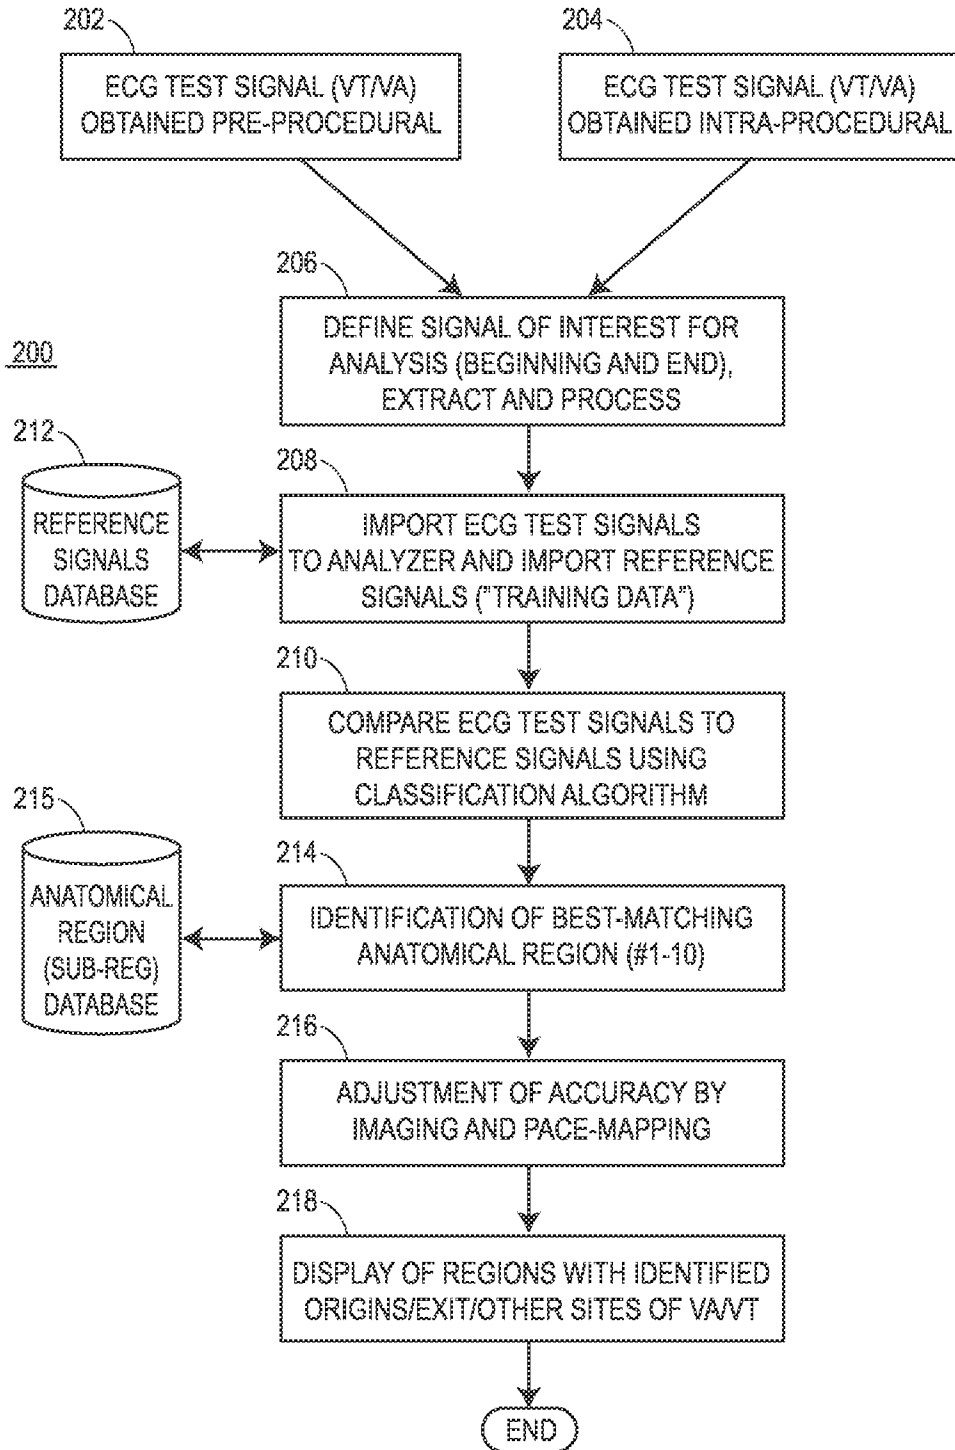 202
ECG TEST SIGNAL (VT/VA)
OBTAINED PRE-PROCEDURAL
204
ECG TEST SIGNAL (VT/VA)
OBTAINED INTRA-PROCEDURAL
206
DEFINE SIGNAL OF INTEREST FOR
ANALYSIS (BEGINNING AND END),
EXTRACT AND PROCESS
200
212
REFERENCE
SIGNALS
DATABASE
208
IMPORT ECG TEST SIGNALS
TO ANALYZER AND IMPORT REFERENCE
SIGNALS ("TRAINING DATA")
210
COMPARE ECG TEST SIGNALS TO
REFERENCE SIGNALS USING
CLASSIFICATION ALGORITHM
215
ANATOMICAL
REGION
(SUB-REG)
DATABASE
214
IDENTIFICATION OF BEST-MATCHING
ANATOMICAL REGION (#1-10)
216
ADJUSTMENT OF ACCURACY BY
IMAGING AND PACE-MAPPING
218
DISPLAY OF REGIONS WITH IDENTIFIED
ORIGINS/EXIT/OTHER SITES OF VA/VT
END